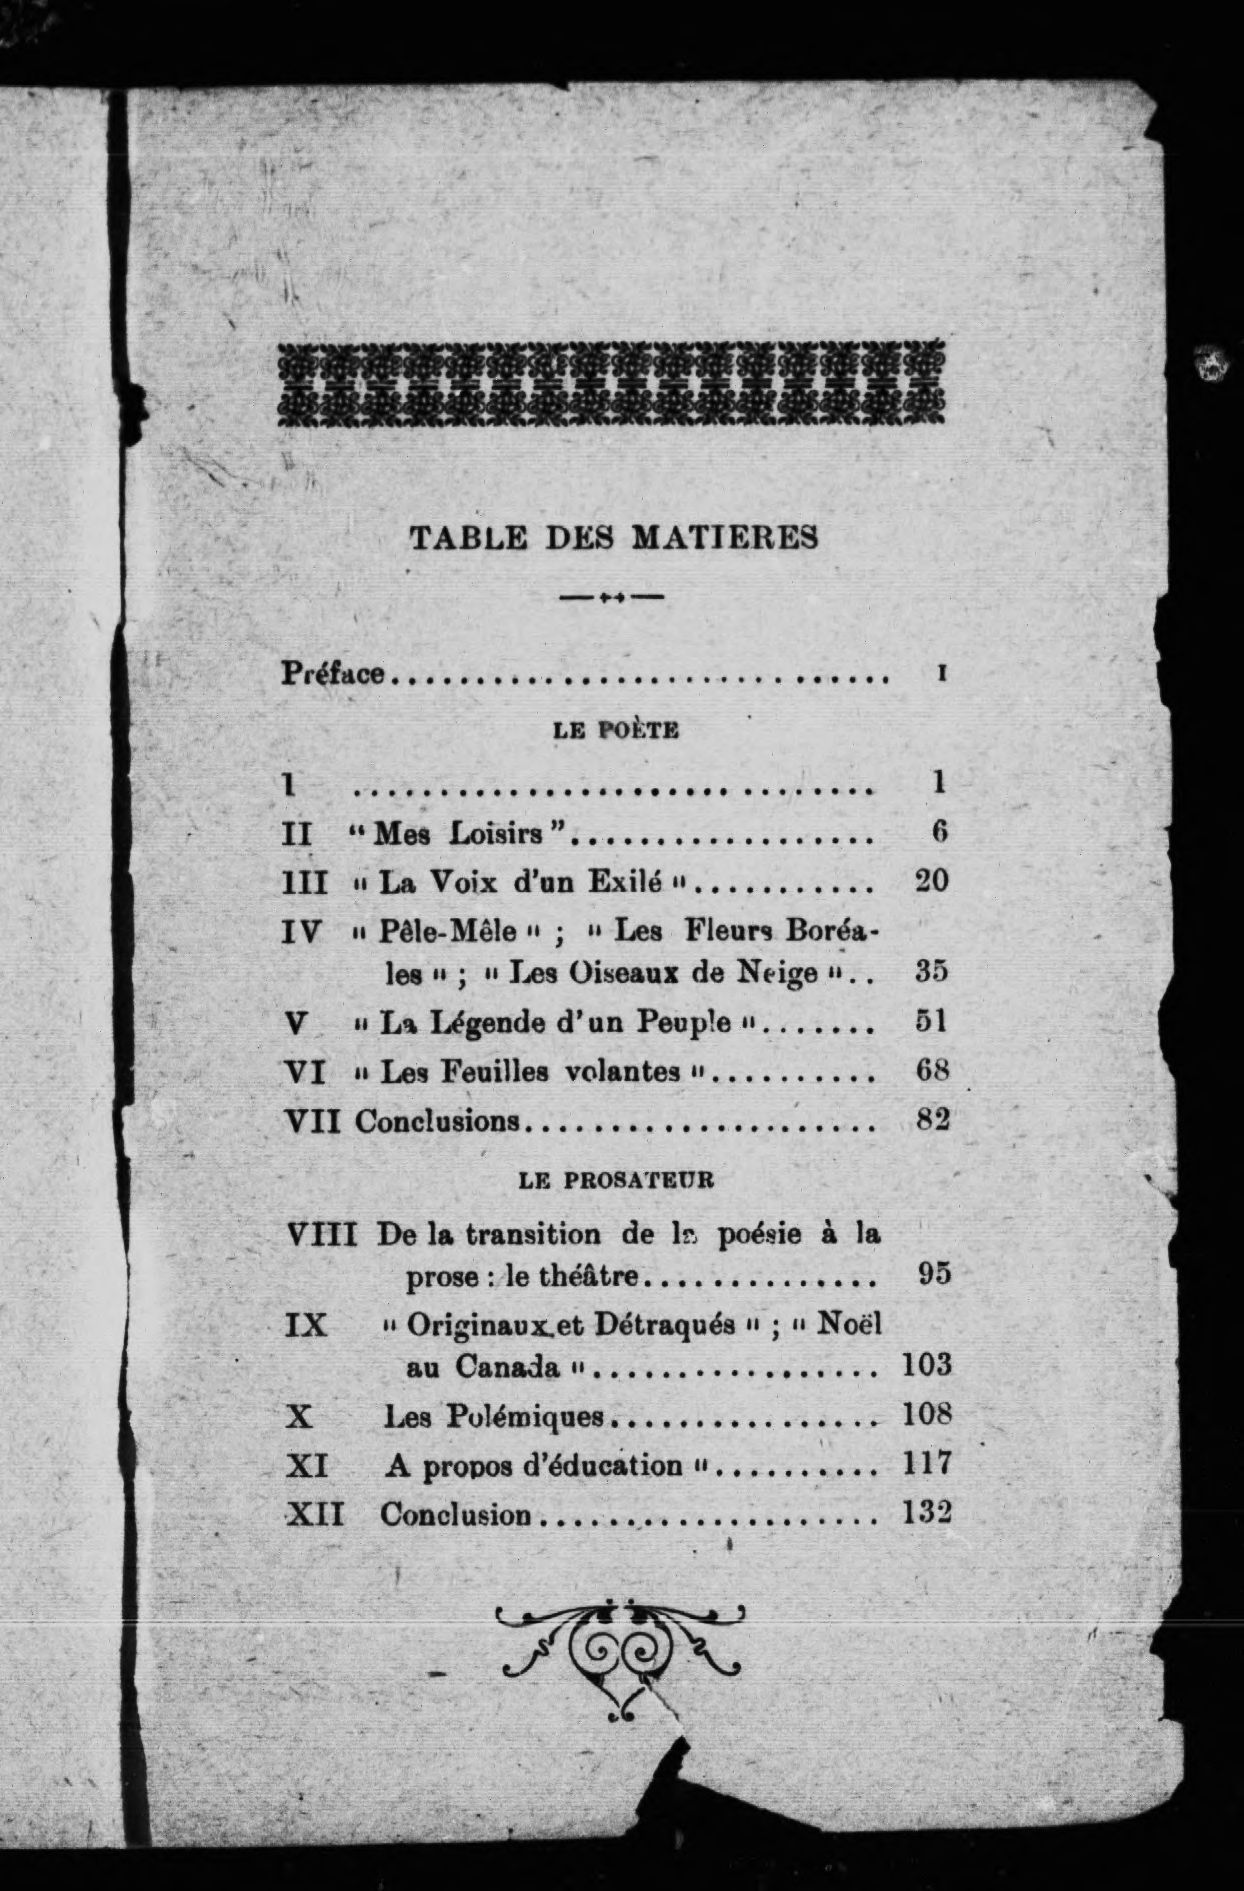 TABLE DES MATIERES
Préface.............................. I
LE POÈTE
I .............................. 1
II “ Mes Loisirs ”.................. 6
III " La Voix d'un Exilé "........... 20
IV " Pêle-Mêle " ; " Les Fleurs Boréa-
les " ; " Les Oiseaux de Neige ".. 35
V " La Légende d'un Peuple "....... 51
VI " Les Feuilles volantes ".......... 68
VII Conclusions..................... 82
LE PROSATEUR
VIII De la transition de la poésie à la
prose : le théâtre.............. 95
IX " Originaux et Détraqués " ; " Noël
au Canada "................. 103
X Les Polémiques................ 108
XI A propos d'éducation ".......... 117
XII Conclusion.................... 132